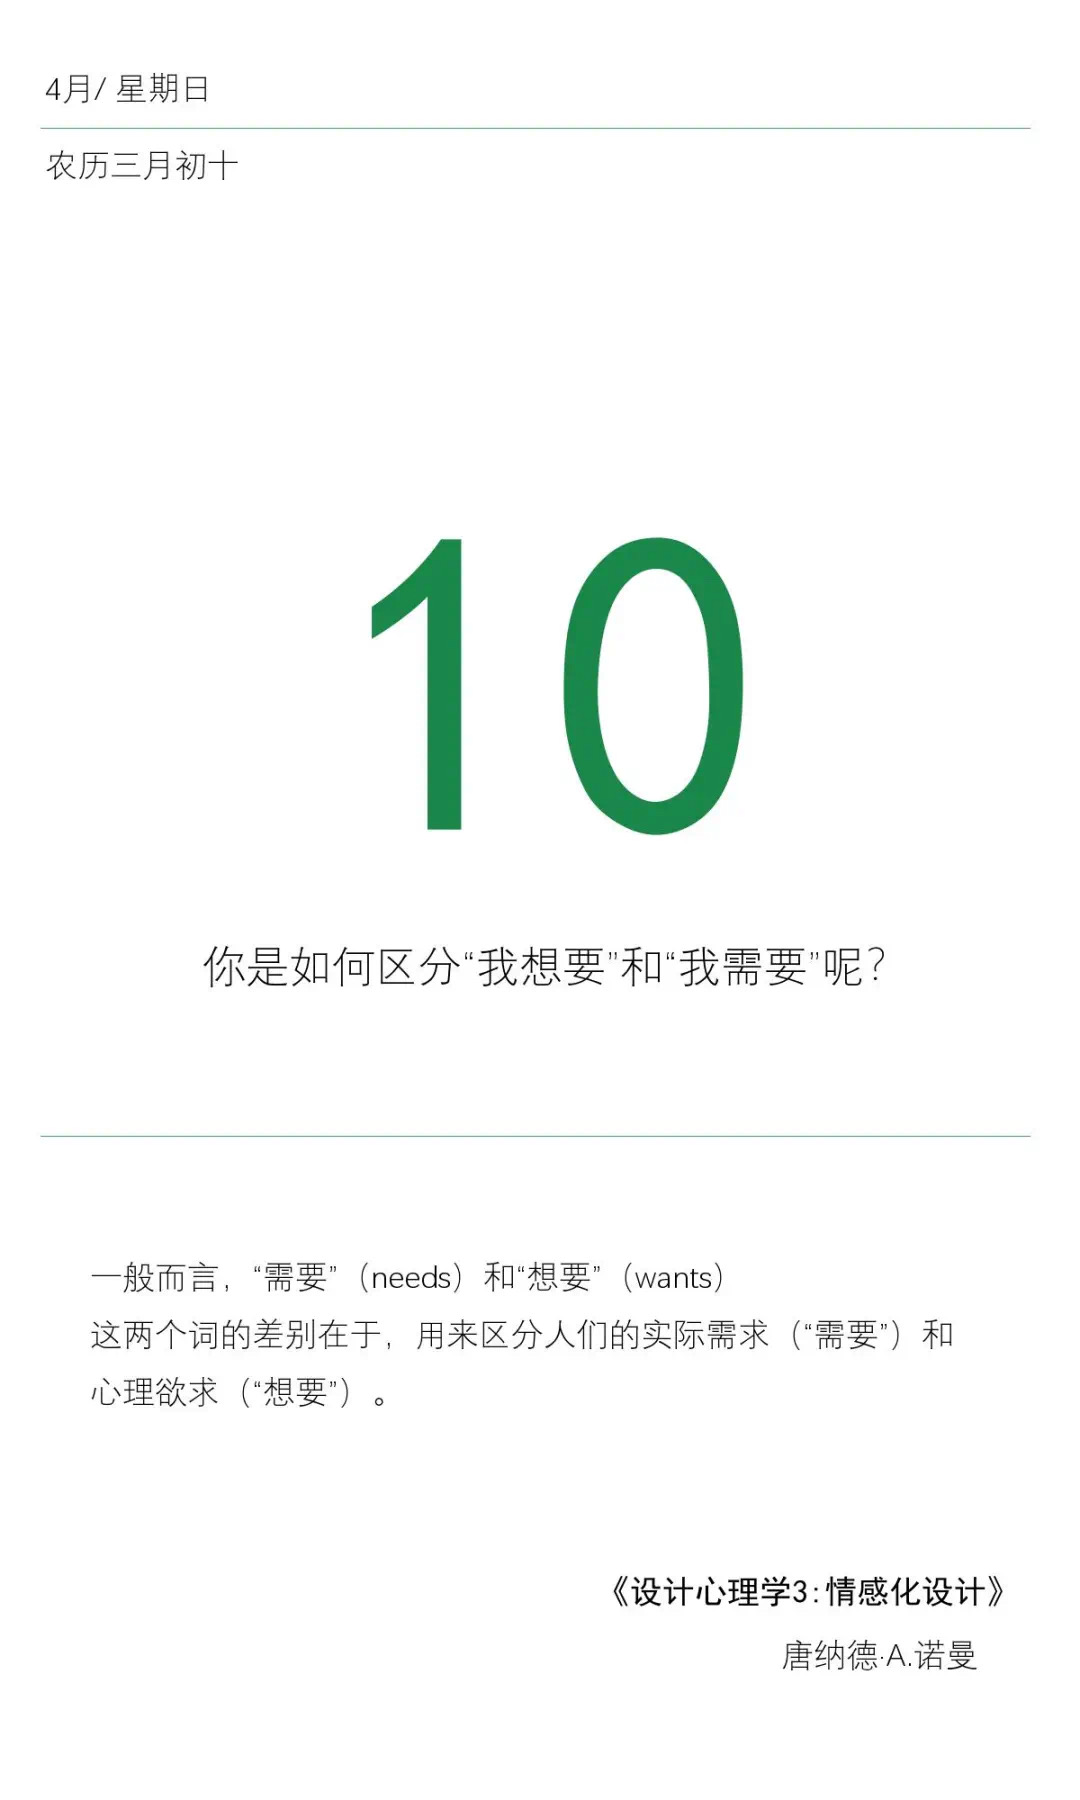 4月/ 星期日
农历三月初十
10
你是如何区分“我想要”和“我需要”呢？
一般而言，“需要”（needs）和“想要”（wants）
这两个词的差别在于，用来区分人们的实际需求（“需要”）和
心理欲求（“想要”）。
《设计心理学3：情感化设计》
唐纳德·A.诺曼